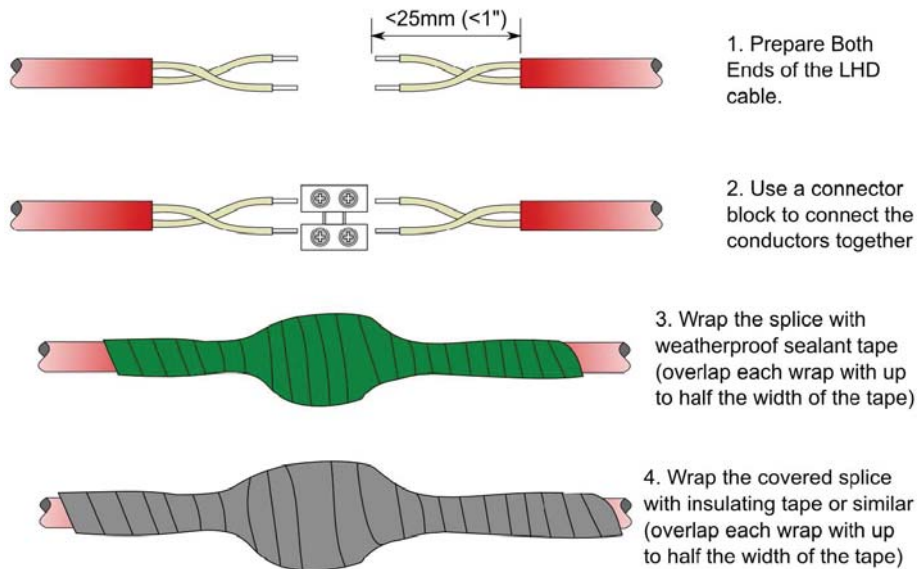 <25mm (<1")
1. Prepare Both
Ends of the LHD
cable.
2. Use a connector
block to connect the
conductors together
3. Wrap the splice with
weatherproof sealant tape
(overlap each wrap with up
to half the width of the tape)
4. Wrap the covered splice
with insulating tape or similar
(overlap each wrap with up
to half the width of the tape)